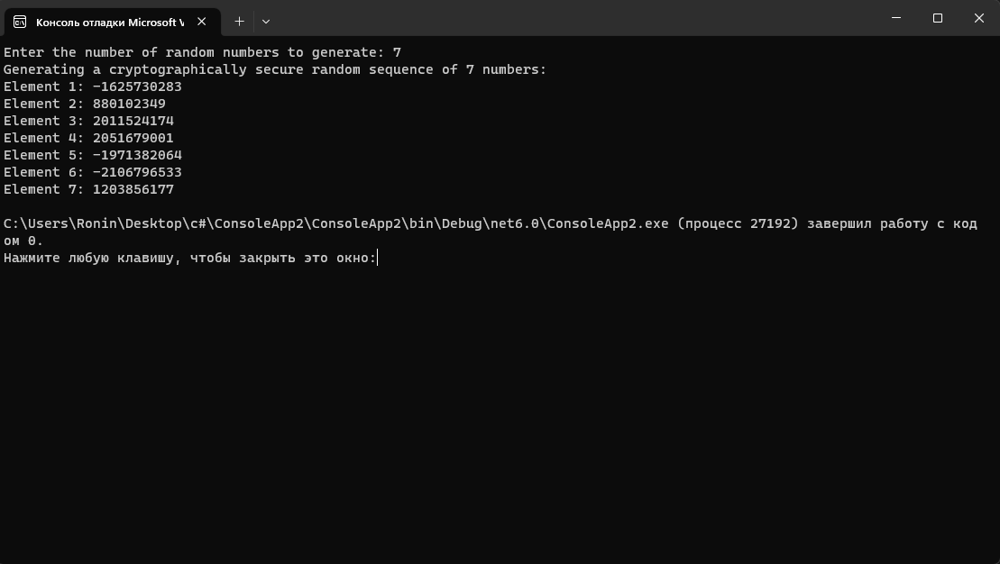 Консоль отладки Microsoft V
Enter the number of random numbers to generate: 7
Generating a cryptographically secure random sequence of 7 numbers:
Element 1: -1625730283
Element 2: 880102349
Element 3: 2011524174
Element 4: 2051679001
Element 5: -1971382064
Element 6: -2106796533
Element 7: 1203856177
C:\Users\Ronin\Desktop\c#\ConsoleApp2\ConsoleApp2\bin\Debug\net6.0\ConsoleApp2.exe (процесс 27192) завершил работу с код
ом 0.
Нажмите любую клавишу, чтобы закрыть это окно: